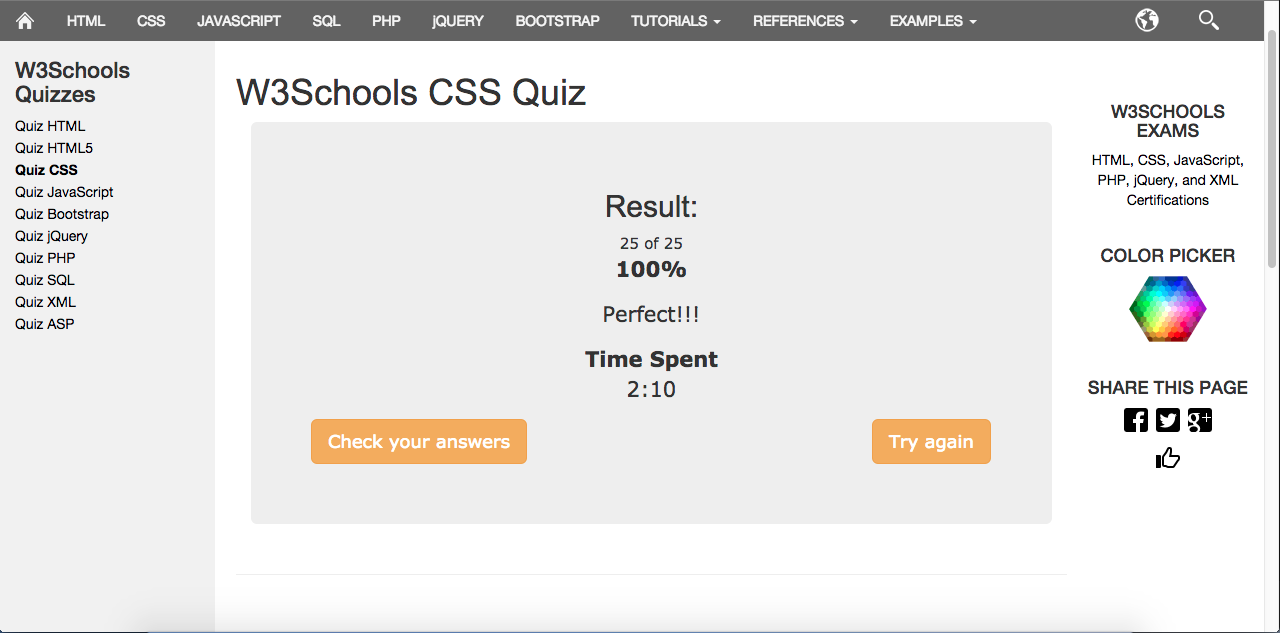 HTML CSS JAVASCRIPT SQL PHP jQUERY BOOTSTRAP TUTORIALS REFERENCES EXAMPLES
W3Schools
Quizzes
Quiz HTML
Quiz HTML5
Quiz CSS
Quiz JavaScript
Quiz Bootstrap
Quiz jQuery
Quiz PHP
Quiz SQL
Quiz XML
Quiz ASP
W3Schools CSS Quiz
Result:
25 of 25
100%
Perfect!!!
Time Spent
2:10
Check your answers
Try again
W3SCHOOLS
EXAMS
HTML, CSS, JavaScript,
PHP, jQuery, and XML
Certifications
COLOR PICKER
SHARE THIS PAGE